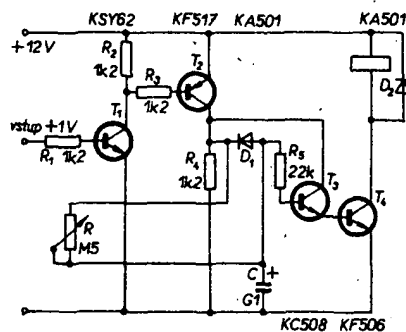 KSY62 KF517 KA501 KA501
+12V
R2
1k2
R3
1k2
T2
D2
T1
vstup +1V
R1 1k2
R4
1k2
D1
R5
22k
T3
T4
R
M5
C +
G1
KC508 KF506